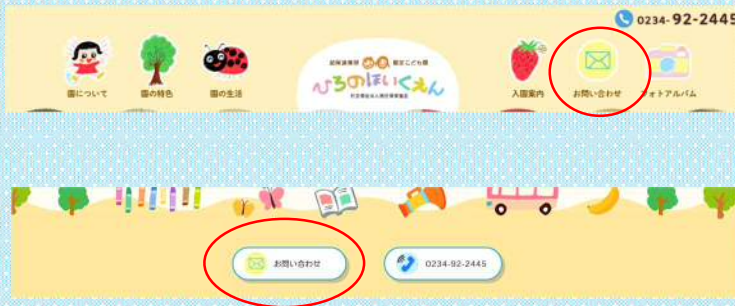 0234-92-2445
園について
園の特色
園の生活
ひろのほいくえん
入園案内
お問い合わせ
フォトアルバム
お問い合わせ
0234-92-2445